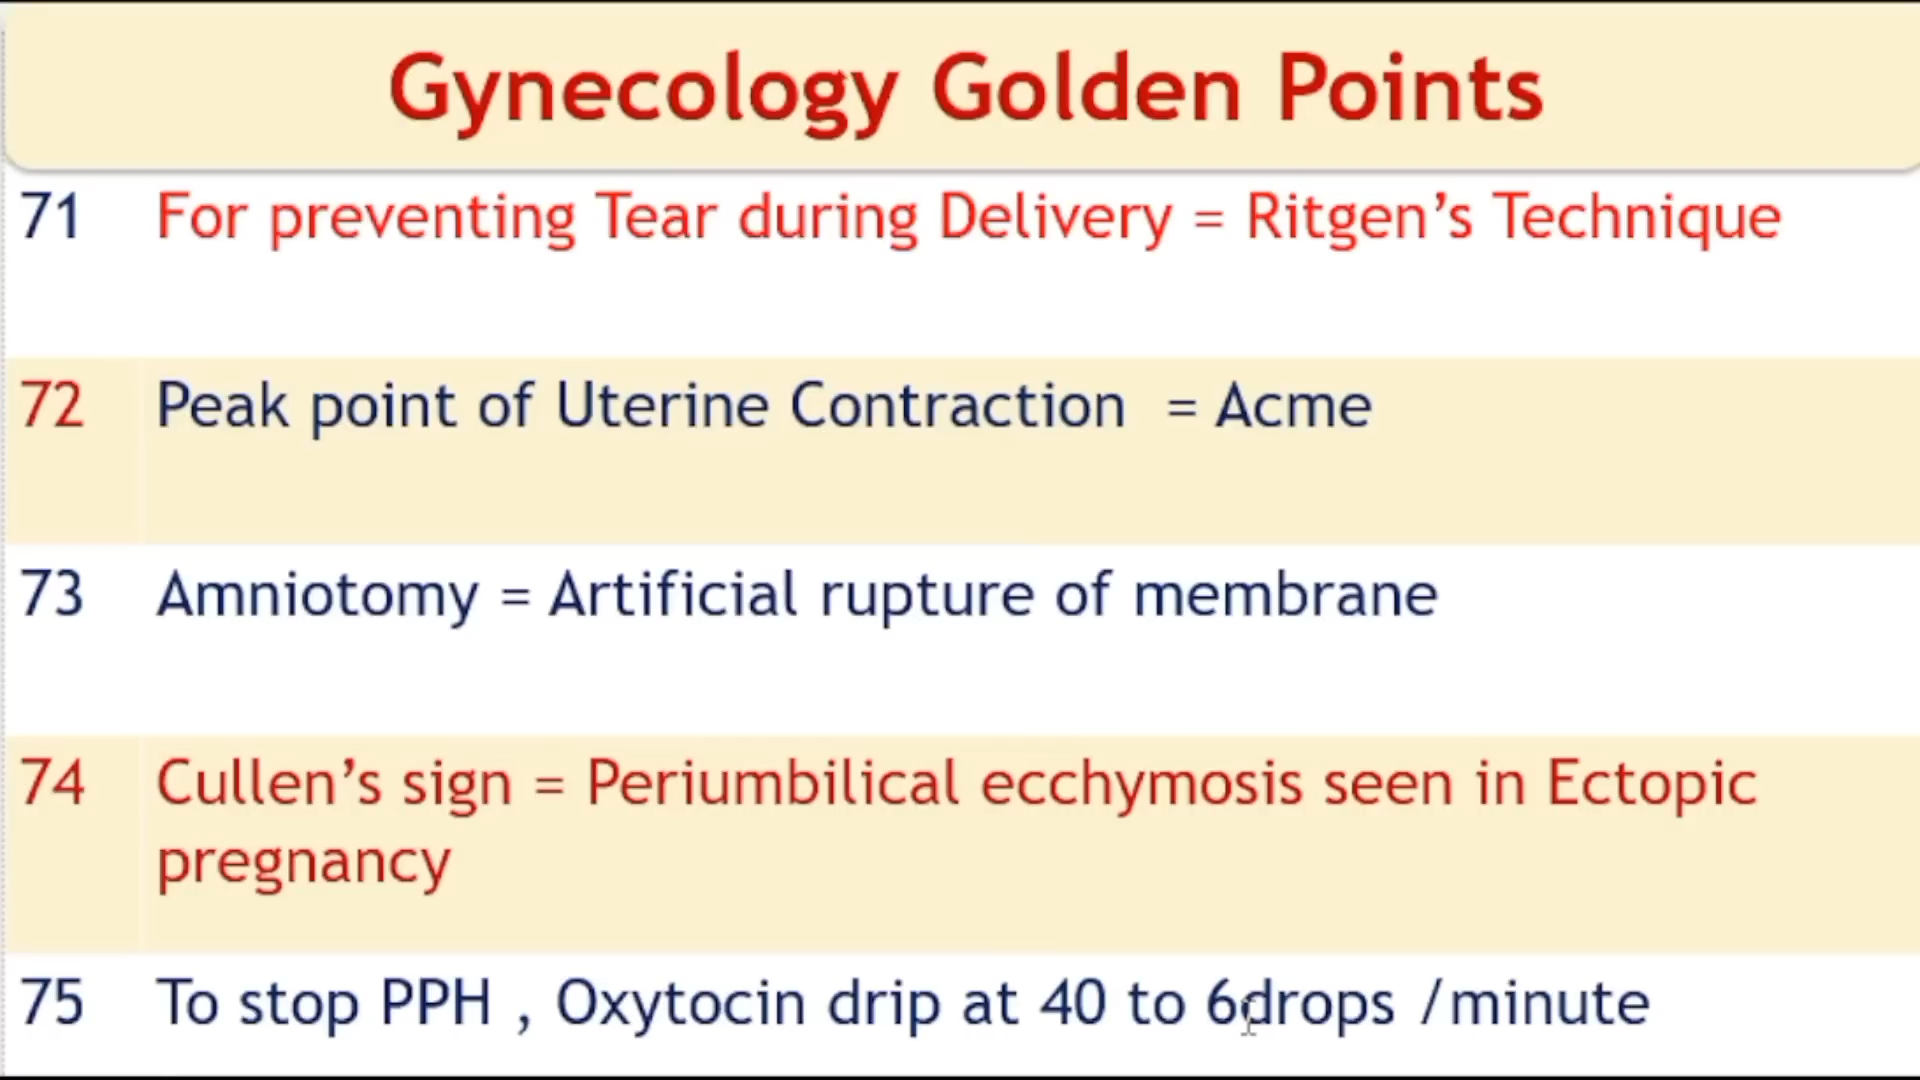 Gynecology Golden Points
71 For preventing Tear during Delivery = Ritgen’s Technique
72 Peak point of Uterine Contraction = Acme
73 Amniotomy = Artificial rupture of membrane
74 Cullen’s sign = Periumbilical ecchymosis seen in Ectopic
pregnancy
75 To stop PPH , Oxytocin drip at 40 to 6drops /minute